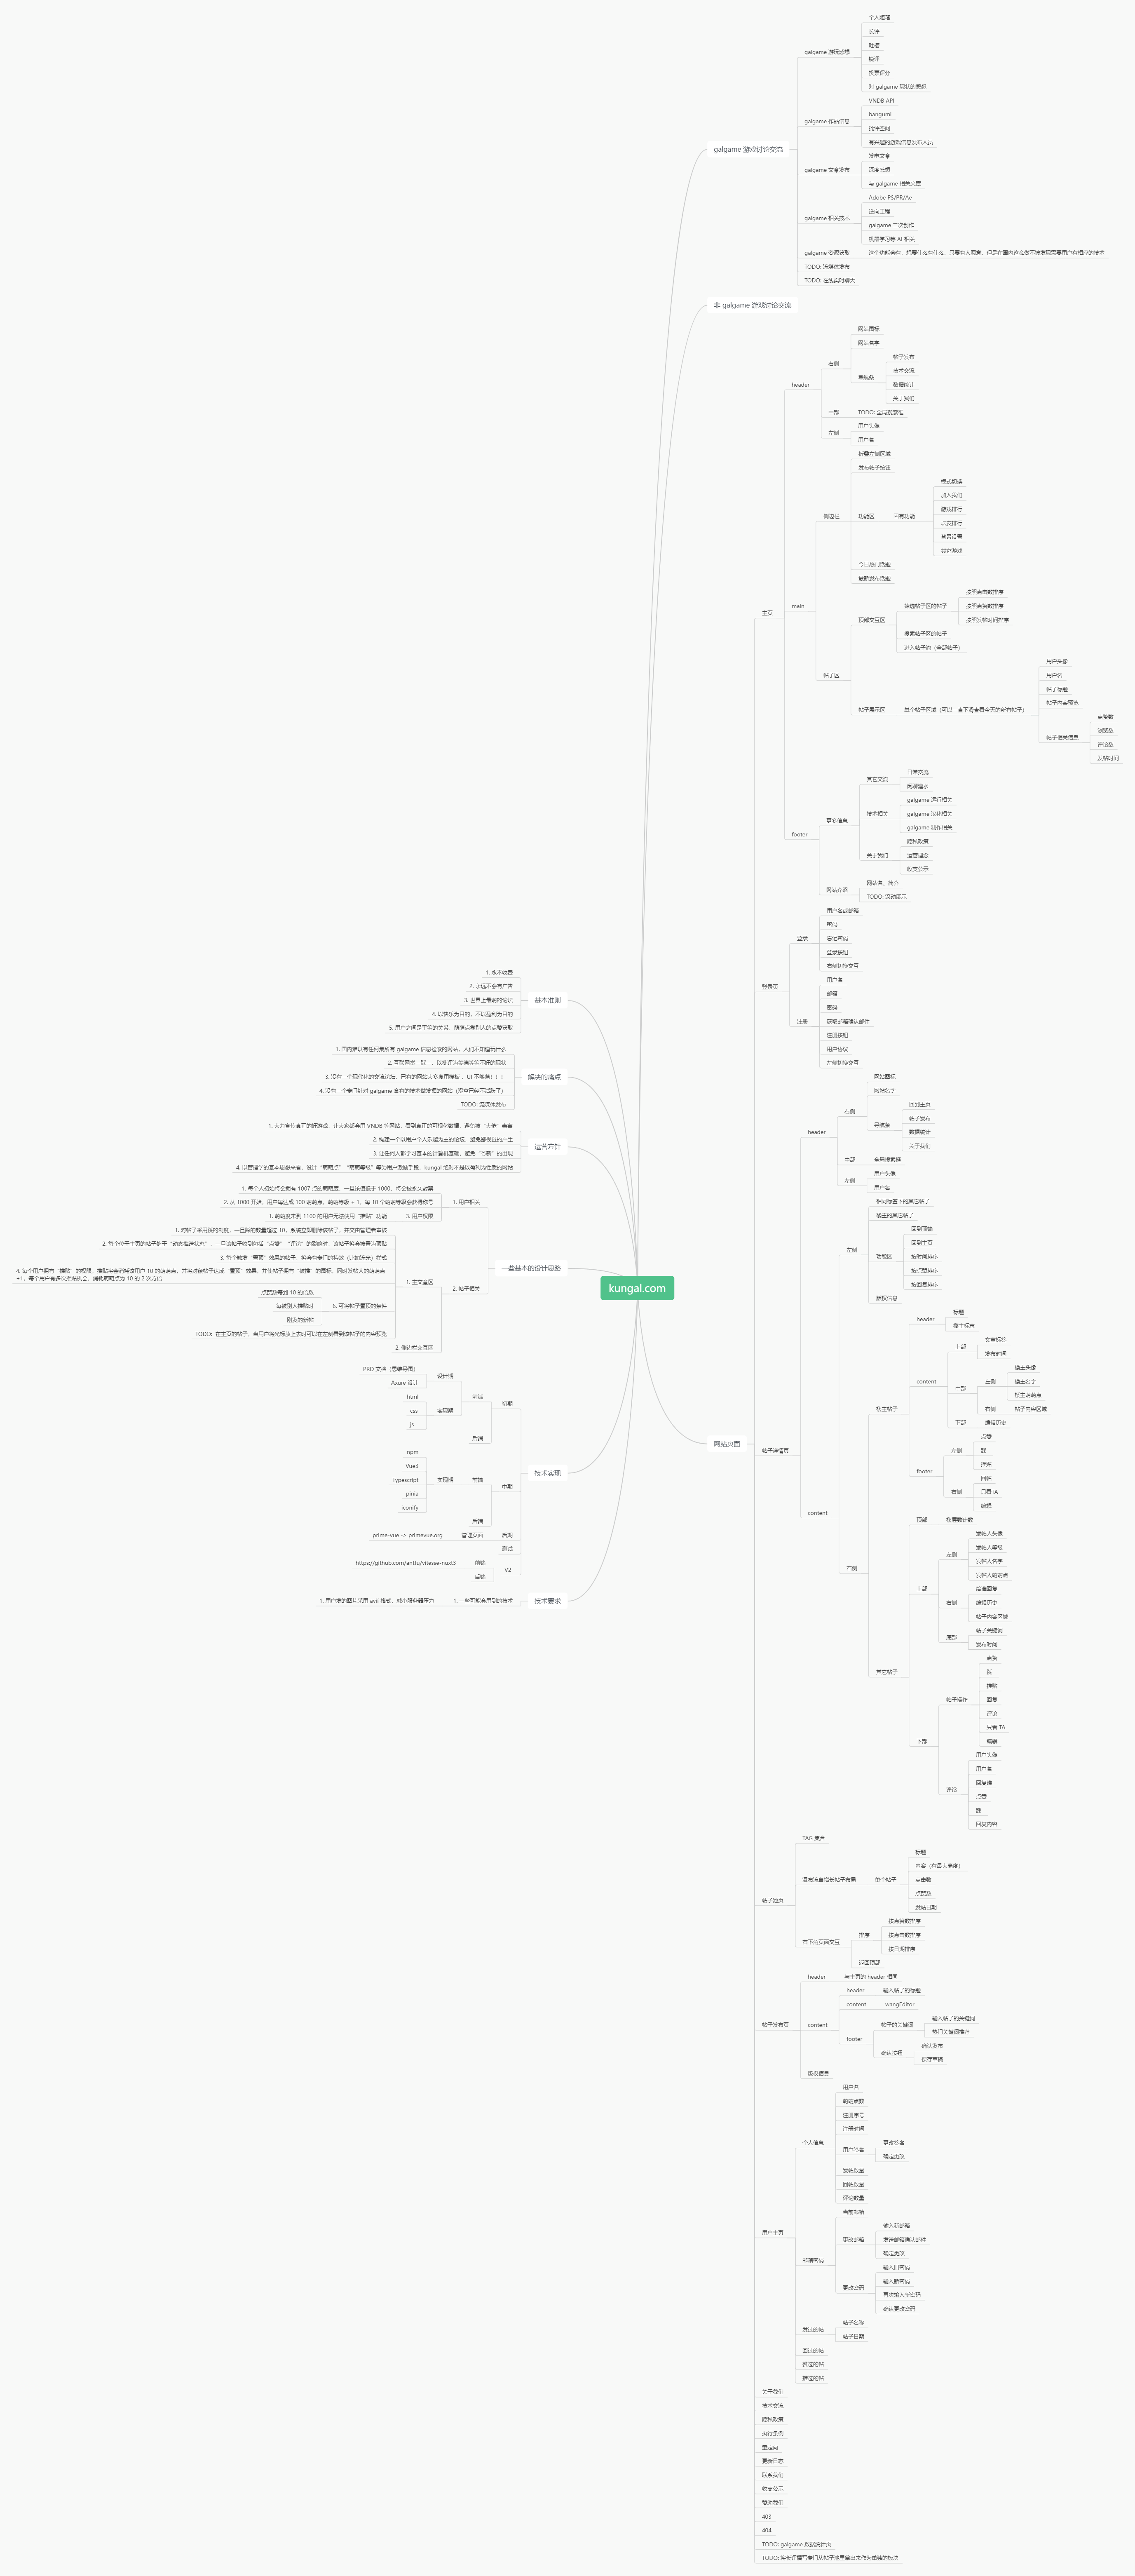 kungal.com
galgame 游戏讨论交流
galgame 游玩感想
个人随笔
长评
吐槽
锐评
投票评分
对 galgame 现状的感想
galgame 作品信息
VNDB API
bangumi
批评空间
有兴趣的游戏信息发布人员
galgame 文章发布
发电文章
深度感想
与 galgame 相关文章
galgame 相关技术
Adobe PS/PR/Ae
逆向工程
galgame 二次创作
机器学习等 AI 相关
galgame 资源获取
这个功能会有，想要什么有什么，只要有人愿意，但是在国内这么做不被发现需要用户有相应的技术
TODO: 流媒体发布
TODO: 在线实时聊天
非 galgame 游戏讨论交流
网站页面
主页
header
右侧
网站图标
网站名字
导航条
帖子发布
技术交流
数据统计
关于我们
中部
TODO: 全局搜索框
左侧
用户头像
用户名
main
侧边栏
折叠左侧区域
发布帖子按钮
功能区
固有功能
模式切换
加入我们
游戏排行
坛友排行
背景设置
其它游戏
今日热门话题
最新发布话题
帖子区
顶部交互区
筛选帖子区的帖子
按照点击数排序
按照点赞数排序
按照发帖时间排序
搜索帖子区的帖子
进入帖子池（全部帖子）
帖子展示区
单个帖子区域（可以一直下滑查看今天的所有帖子）
用户头像
用户名
帖子标题
帖子内容预览
帖子相关信息
点赞数
浏览数
评论数
发帖时间
footer
更多信息
其它交流
日常交流
闲聊灌水
技术相关
galgame 运行相关
galgame 汉化相关
galgame 制作相关
关于我们
隐私政策
运营理念
收支公示
网站介绍
网站名、简介
TODO: 滚动展示
登录页
登录
用户名或邮箱
密码
忘记密码
登录按钮
右侧切换交互
注册
用户名
邮箱
密码
获取邮箱确认邮件
注册按钮
用户协议
左侧切换交互
帖子详情页
header
右侧
网站图标
网站名字
导航条
回到主页
帖子发布
数据统计
关于我们
中部
全局搜索框
左侧
用户头像
用户名
content
左侧
相同标签下的其它帖子
楼主的其它帖子
功能区
回到顶端
回到主页
按时间排序
按点赞排序
按回复排序
版权信息
右侧
楼主帖子
header
标题
楼主标志
content
上部
文章标签
发布时间
中部
左侧
楼主头像
楼主名字
楼主萌萌点
右侧
帖子内容区域
下部
编辑历史
footer
左侧
点赞
踩
推贴
右侧
回帖
只看TA
编辑
其它帖子
顶部
楼层数计数
上部
左侧
发帖人头像
发帖人等级
发帖人名字
发帖人萌萌点
右侧
给谁回复
编辑历史
帖子内容区域
底部
帖子关键词
发布时间
下部
帖子操作
点赞
踩
推贴
回复
评论
只看 TA
编辑
评论
用户头像
用户名
回复谁
点赞
踩
回复内容
帖子池页
TAG 集合
瀑布流自增长帖子布局
单个帖子
标题
内容（有最大高度）
点击数
点赞数
发帖日期
右下角页面交互
排序
按点赞数排序
按点击数排序
按日期排序
返回顶部
帖子发布页
header
与主页的 header 相同
content
header
输入帖子的标题
content
wangEditor
footer
帖子的关键词
输入帖子的关键词
热门关键词推荐
确认按钮
确认发布
保存草稿
版权信息
用户主页
个人信息
用户名
萌萌点数
注册序号
注册时间
用户签名
更改签名
确定更改
发帖数量
回帖数量
评论数量
邮箱密码
当前邮箱
更改邮箱
输入新邮箱
发送邮箱确认邮件
确定更改
更改密码
输入旧密码
输入新密码
再次输入新密码
确认更改密码
发过的帖
帖子名称
帖子日期
回过的帖
赞过的帖
推过的帖
关于我们
技术交流
隐私政策
执行条例
重定向
更新日志
联系我们
收支公示
赞助我们
403
404
TODO: galgame 数据统计页
TODO: 将长评撰写专门从帖子池里拿出来作为单独的板块
基本准则
1. 永不收费
2. 永远不会有广告
3. 世界上最萌的论坛
4. 以快乐为目的，不以盈利为目的
5. 用户之间是平等的关系，萌萌点靠别人的点赞获取
解决的痛点
1. 国内难以有任何集所有 galgame 信息检索的网站，人们不知道玩什么
2. 互联网举一踩一、以批评为美德等等不好的现状
3. 没有一个现代化的交流论坛，已有的网站大多套用模板 ，UI 不够萌！！！
4. 没有一个专门针对 galgame 含有的技术做发掘的网站（澄空已经不活跃了）
TODO: 流媒体发布
运营方针
1. 大力宣传真正的好游戏，让大家都会用 VNDB 等网站，看到真正的可视化数据，避免被“大佬”毒害
2. 构建一个以用户个人乐趣为主的论坛，避免鄙视链的产生
3. 让任何人都学习基本的计算机基础，避免“等新”的出现
4. 以管理学的基本思想来看，设计“萌萌点”“萌萌等级”等为用户激励手段，kungal 绝对不是以盈利为性质的网站
一些基本的设计思路
1. 用户相关
1. 每个人初始将会拥有 1007 点的萌萌度，一旦该值低于 1000，将会被永久封禁
2. 从 1000 开始，用户每达成 100 萌萌点，萌萌等级 + 1，每 10 个萌萌等级会获得称号
3. 用户权限
1. 萌萌度未到 1100 的用户无法使用“推贴”功能
2. 帖子相关
1. 主文章区
1. 对帖子采用踩的制度，一旦踩的数量超过 10，系统立即删除该帖子，并交由管理者审核
2. 每个位于主页的帖子处于“动态推送状态”，一旦该帖子收到包括“点赞”“评论”的影响时，该帖子将会被置为顶贴
3. 每个触发“置顶”效果的帖子，将会有专门的特效（比如流光）样式
4. 每个用户拥有“推贴”的权限，推贴将会消耗该用户 10 的萌萌点，并将对象帖子达成“置顶”效果，并使帖子拥有“被推”的图标，同时发帖人的萌萌点
+1，每个用户有多次推贴机会，消耗萌萌点为 10 的 2 次方倍
6. 可将帖子置顶的条件
点赞数每到 10 的倍数
每被别人推贴时
刚发的新帖
TODO: 在主页的帖子，当用户将光标放上去时可以在左侧看到该帖子的内容预览
2. 侧边栏交互区
技术实现
初期
前端
设计期
PRD 文档（思维导图）
Axure 设计
实现期
html
css
js
后端
中期
前端
实现期
npm
Vue3
Typescript
pinia
iconify
后端
后期
管理页面
prime-vue -> primevue.org
测试
V2
前端
https://github.com/antfu/vitesse-nuxt3
后端
技术要求
1. 一些可能会用到的技术
1. 用户发的图片采用 avif 格式，减小服务器压力